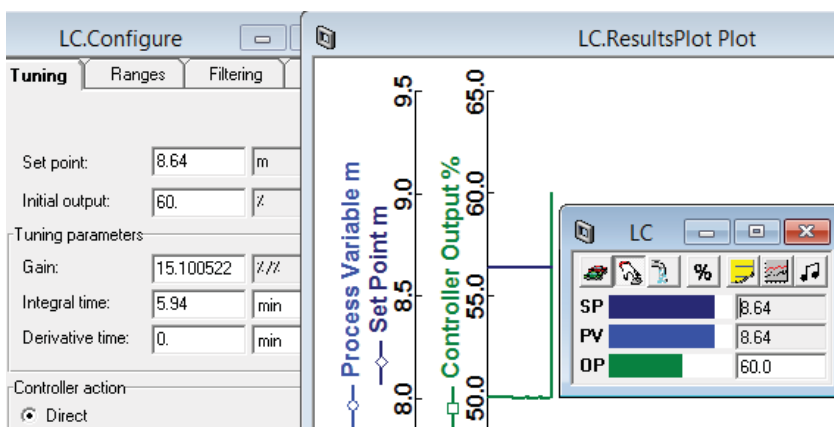 LC.Configure
Tuning
Ranges
Filtering
Set point:
8.64
m
Initial output:
60.
%
Tuning parameters
Gain:
15.100522
%/%
Integral time:
5.94
min
Derivative time:
0.
min
Controller action
Direct
LC.ResultsPlot Plot
Process Variable m
Set Point m
9.5
9.0
8.5
8.0
Controller Output %
65.0
60.0
55.0
50.0
LC
%
SP
8.64
PV
8.64
OP
60.0